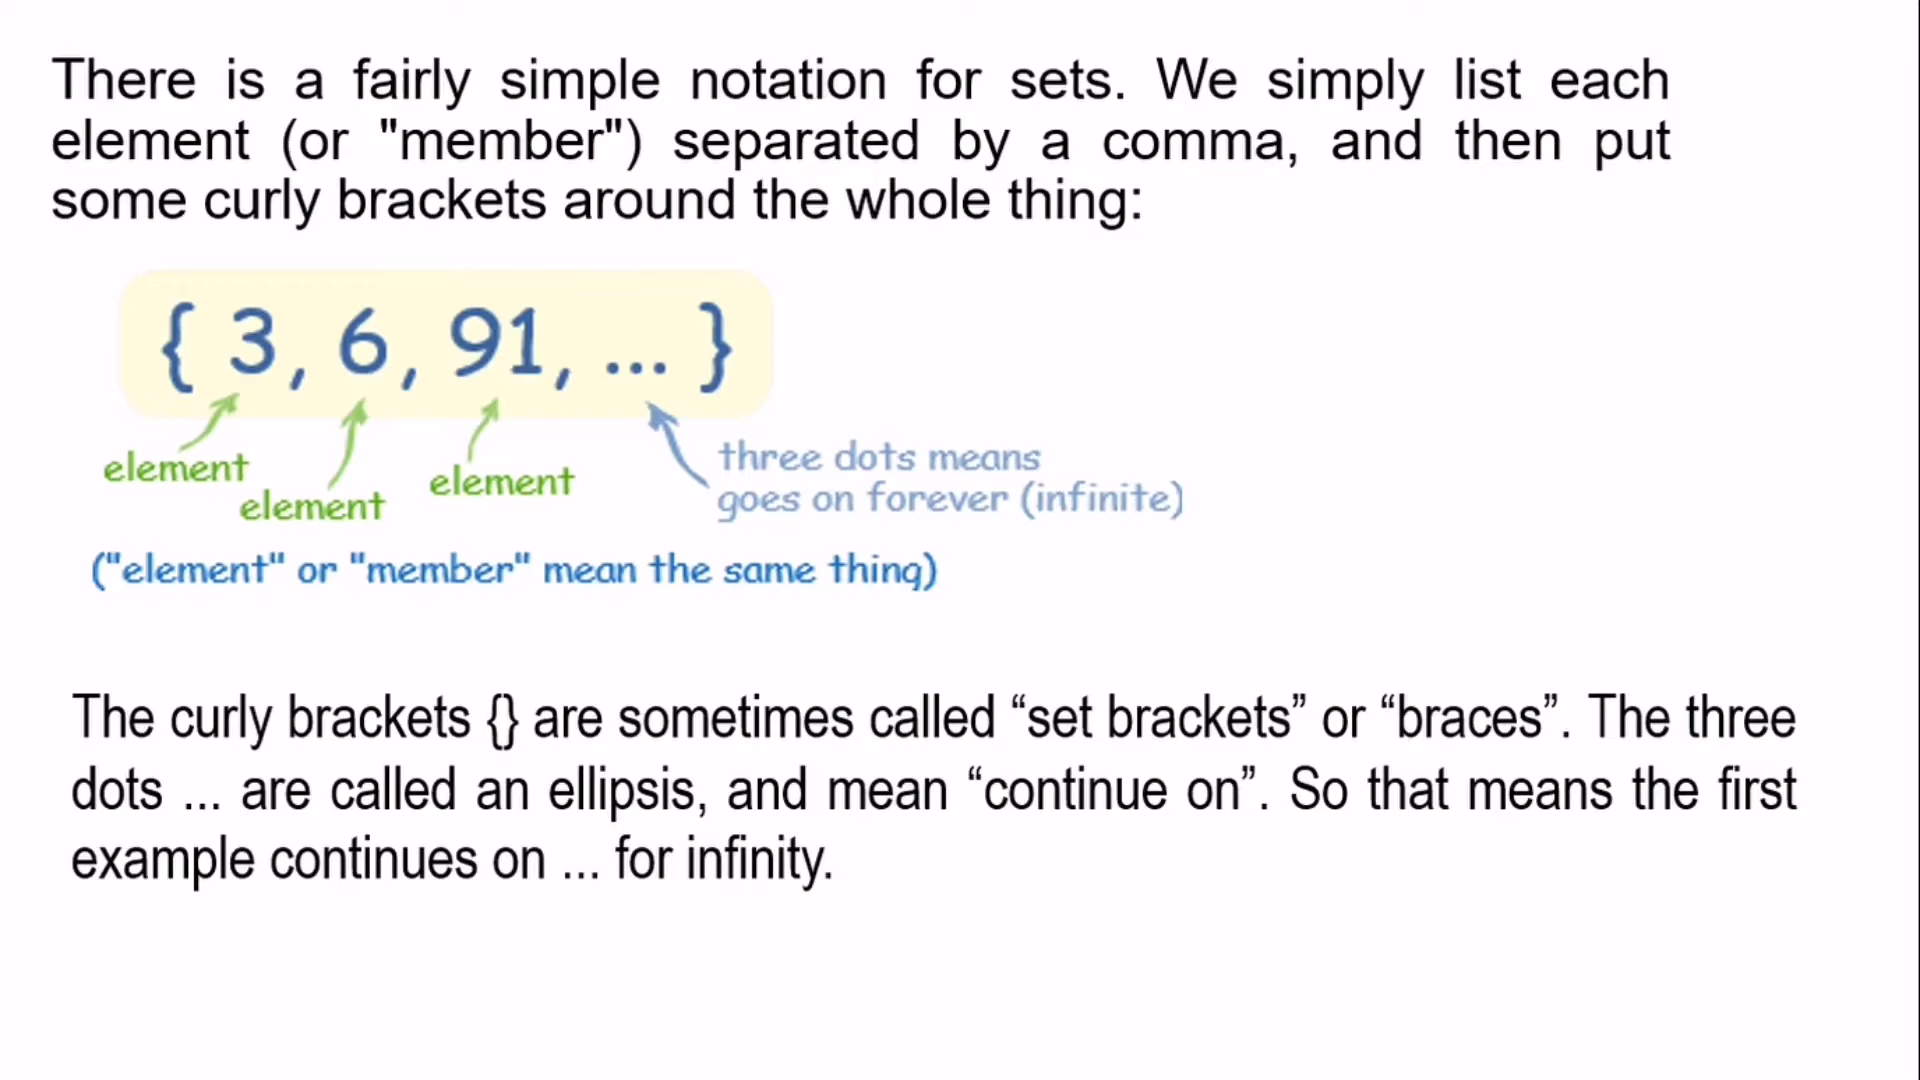 There is a fairly simple notation for sets. We simply list each
element (or "member") separated by a comma, and then put
some curly brackets around the whole thing:
{ 3, 6, 91, ... }
element
element
element
three dots means
goes on forever (infinite)
("element" or "member" mean the same thing)
The curly brackets {} are sometimes called “set brackets” or “braces”. The three
dots ... are called an ellipsis, and mean “continue on”. So that means the first
example continues on ... for infinity.